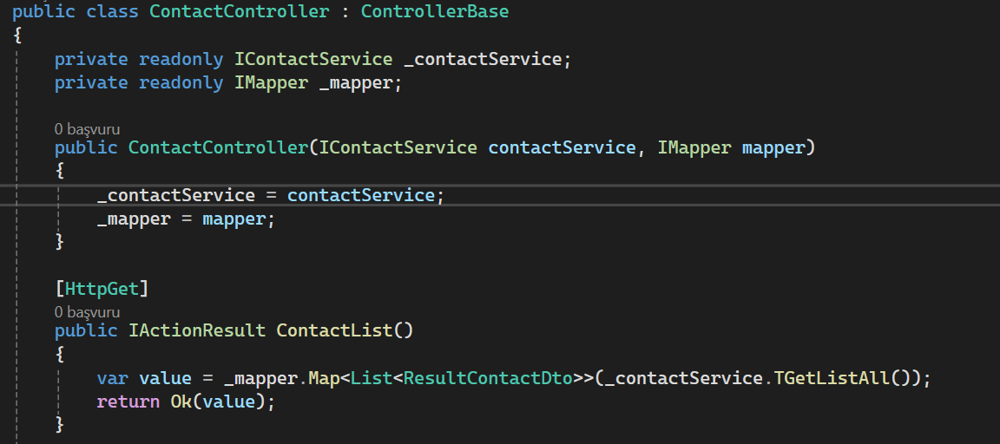 public class ContactController : ControllerBase
{
private readonly IContactService _contactService;
private readonly IMapper _mapper;
0 başvuru
public ContactController(IContactService contactService, IMapper mapper)
{
_contactService = contactService;
_mapper = mapper;
}
[HttpGet]
0 başvuru
public IActionResult ContactList()
{
var value = _mapper.Map<List<ResultContactDto>>(_contactService.TGetListAll());
return Ok(value);
}